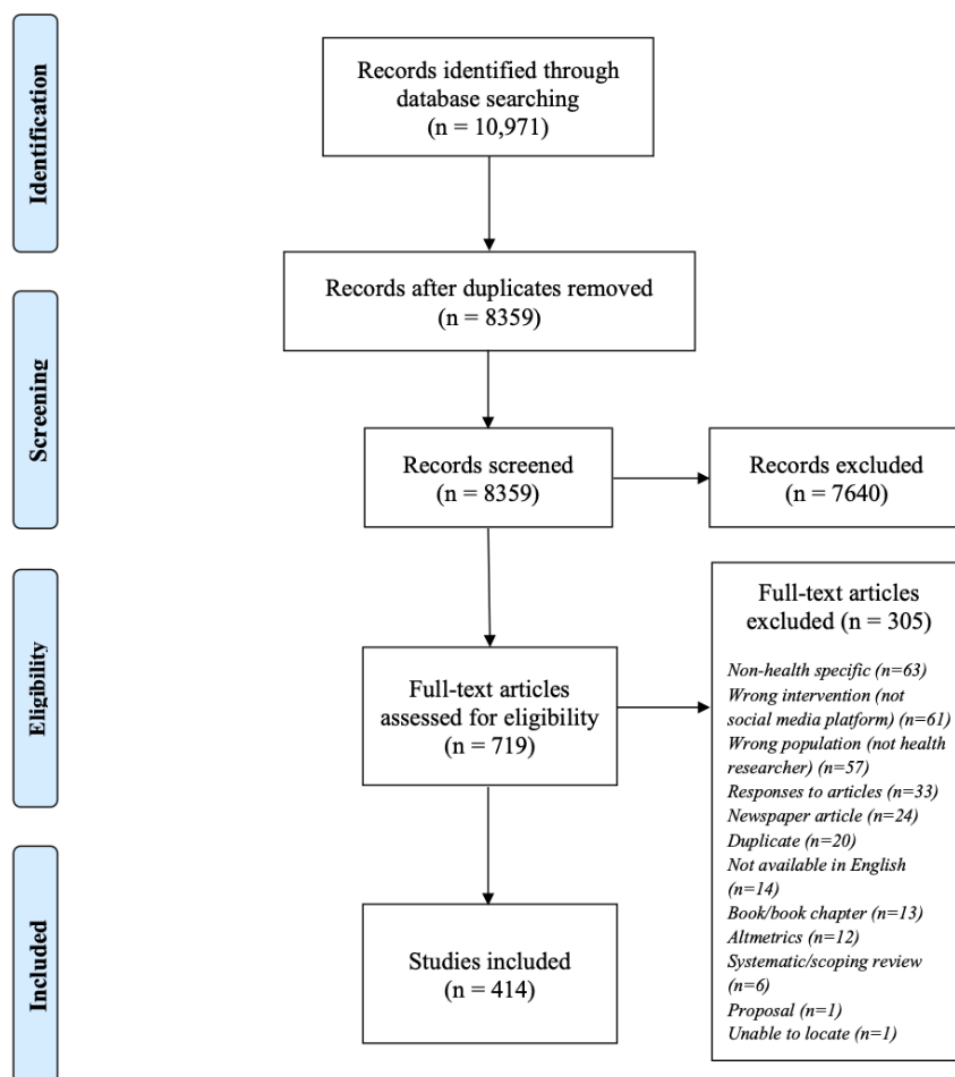 Identification
Records identified through
database searching
(n = 10,971)
Records after duplicates removed
(n = 8359)
Screening
Records screened
(n = 8359)
Records excluded
(n = 7640)
Eligibility
Full-text articles
assessed for eligibility
(n = 719)
Full-text articles
excluded (n = 305)
Non-health specific (n=63)
Wrong intervention (not
social media platform) (n=61)
Wrong population (not health
researcher) (n=57)
Responses to articles (n=33)
Newspaper article (n=24)
Duplicate (n=20)
Not available in English
(n=14)
Book/book chapter (n=13)
Altmetrics (n=12)
Systematic/scoping review
(n=6)
Proposal (n=1)
Unable to locate (n=1)
Included
Studies included
(n = 414)